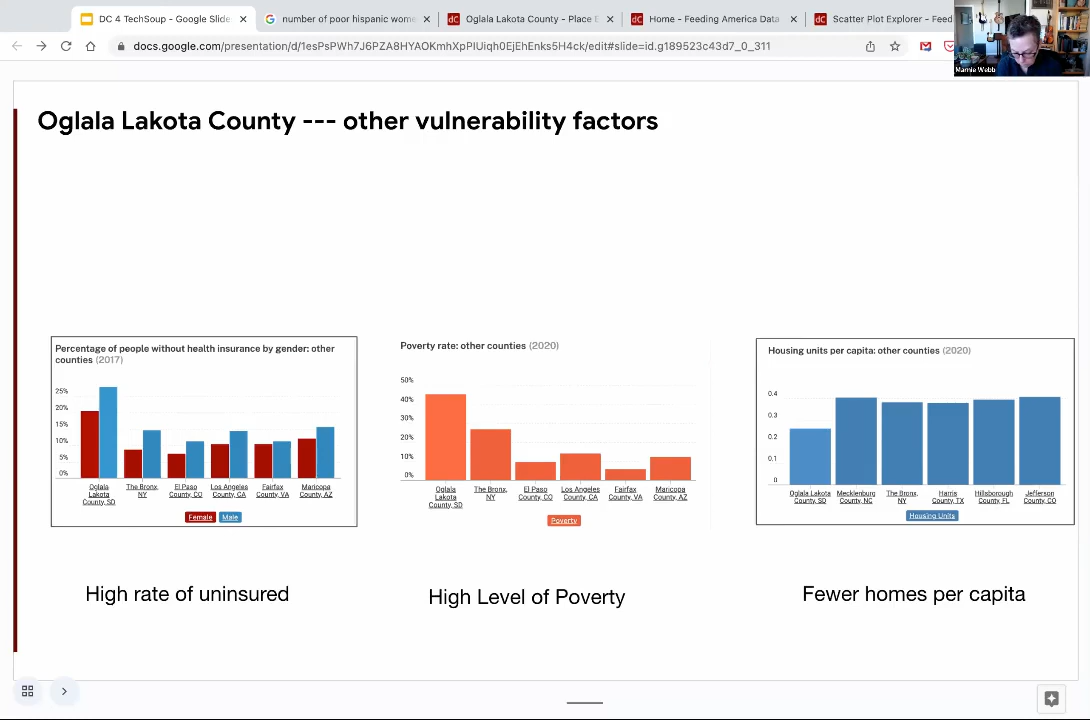 DC 4 TechSoup - Google Slide
number of poor hispanic wome
Oglala Lakota County - Place E
Home - Feeding America Data
Scatter Plot Explorer - Feed
docs.google.com/presentation/d/1esPsPWh7J6PZA8HYAOKmhXpPIUiqh0EjEhEnks5H4ck/edit#slide=id.g189523c43d7_0_311
Marnie Webb
Oglala Lakota County --- other vulnerability factors
Percentage of people without health insurance by gender: other
counties (2017)
25%
20%
15%
10%
5%
0%
Oglala
Lakota
County, SD
The Bronx,
NY
El Paso
County, CO
Los Angeles
County, CA
Fairfax
County, VA
Maricopa
County, AZ
Female Male
Poverty rate: other counties (2020)
50%
40%
30%
20%
10%
0%
Oglala
Lakota
County, SD
The Bronx,
NY
El Paso
County, CO
Los Angeles
County, CA
Fairfax
County, VA
Maricopa
County, AZ
Poverty
Housing units per capita: other counties (2020)
0.4
0.3
0.2
0.1
0
Oglala Lakota
County, SD
Mecklenburg
County, NC
The Bronx,
NY
Harris
County, TX
Hillsborough
County, FL
Jefferson
County, CO
Housing Units
High rate of uninsured
High Level of Poverty
Fewer homes per capita